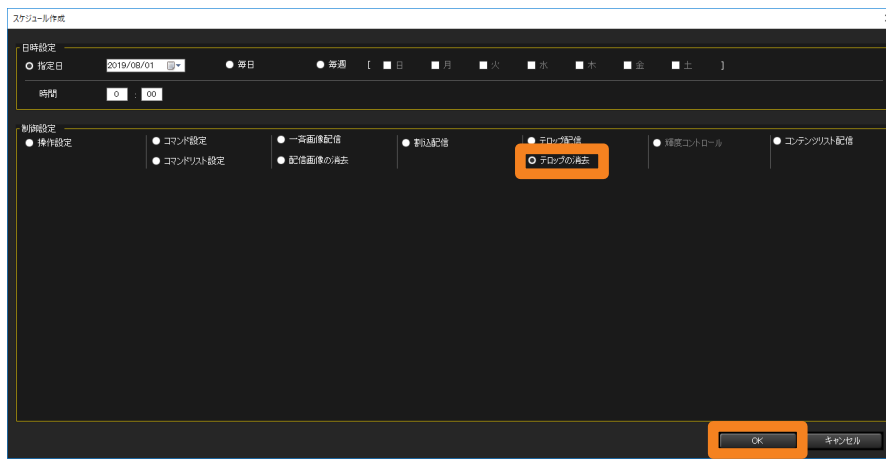 スケジュール作成
日時設定
指定日 2019/08/01 毎日 毎週 [ 日 月 火 水 木 金 土 ]
時間 0 : 00
制御設定
操作設定 コマンド設定 一斉画像配信 割込配信 テロップ配信 輝度コントロール コンテンツリスト配信
コマンドリスト設定 配信画像の消去 テロップの消去
OK キャンセル